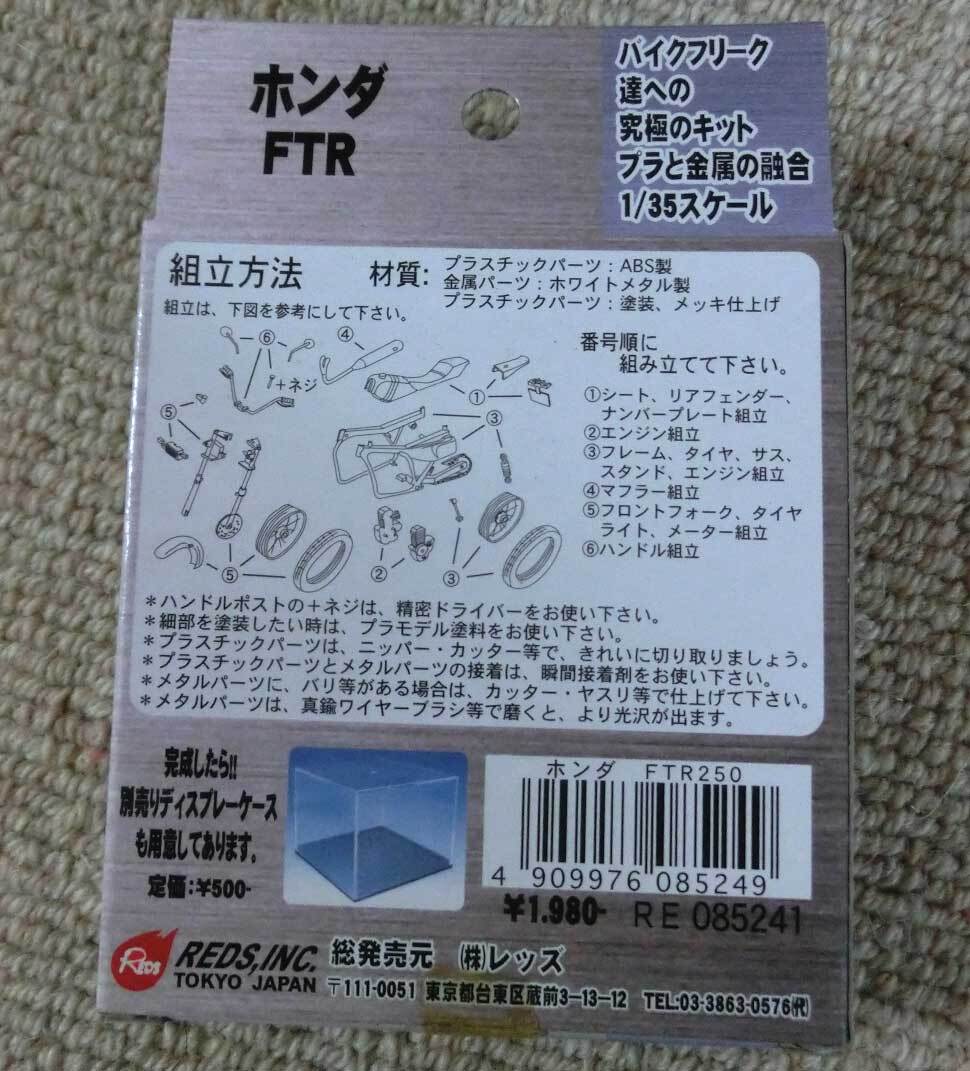 ホンダ
FTR
バイクフリーク
達への
究極のキット
プラと金属の融合
1/35スケール
組立方法
材質:
プラスチックパーツ：ABS製
金属パーツ：ホワイトメタル製
プラスチックパーツ：塗装、メッキ仕上げ
組立は、下図を参考にして下さい。
番号順に
組み立てて下さい。
①シート、リアフェンダー、
ナンバープレート組立
②エンジン組立
③フレーム、タイヤ、サス、
スタンド、エンジン組立
④マフラー組立
⑤フロントフォーク、タイヤ
ライト、メーター組立
⑥ハンドル組立
⑥
④
＋ネジ
①
⑤
③
⑤
②
③
＊ハンドルポストの＋ネジは、精密ドライバーをお使い下さい。
＊細部を塗装したい時は、プラモデル塗料をお使い下さい。
＊プラスチックパーツは、ニッパー・カッター等で、きれいに切り取りましょう。
＊プラスチックパーツとメタルパーツの接着は、瞬間接着剤をお使い下さい。
＊メタルパーツに、バリ等がある場合は、カッター・ヤスリ等で仕上げて下さい。
＊メタルパーツは、真鍮ワイヤーブラシ等で磨くと、より光沢が出ます。
完成したら!!
別売りディスプレーケース
も用意してあります。
定価:¥500-
ホンダ FTR250
4 909976 085249
¥1.980- RE 085241
REDS
REDS,INC.
TOKYO JAPAN
総発売元 (株)レッズ
〒111-0051 東京都台東区蔵前3-13-12 TEL:03-3863-0576(代)